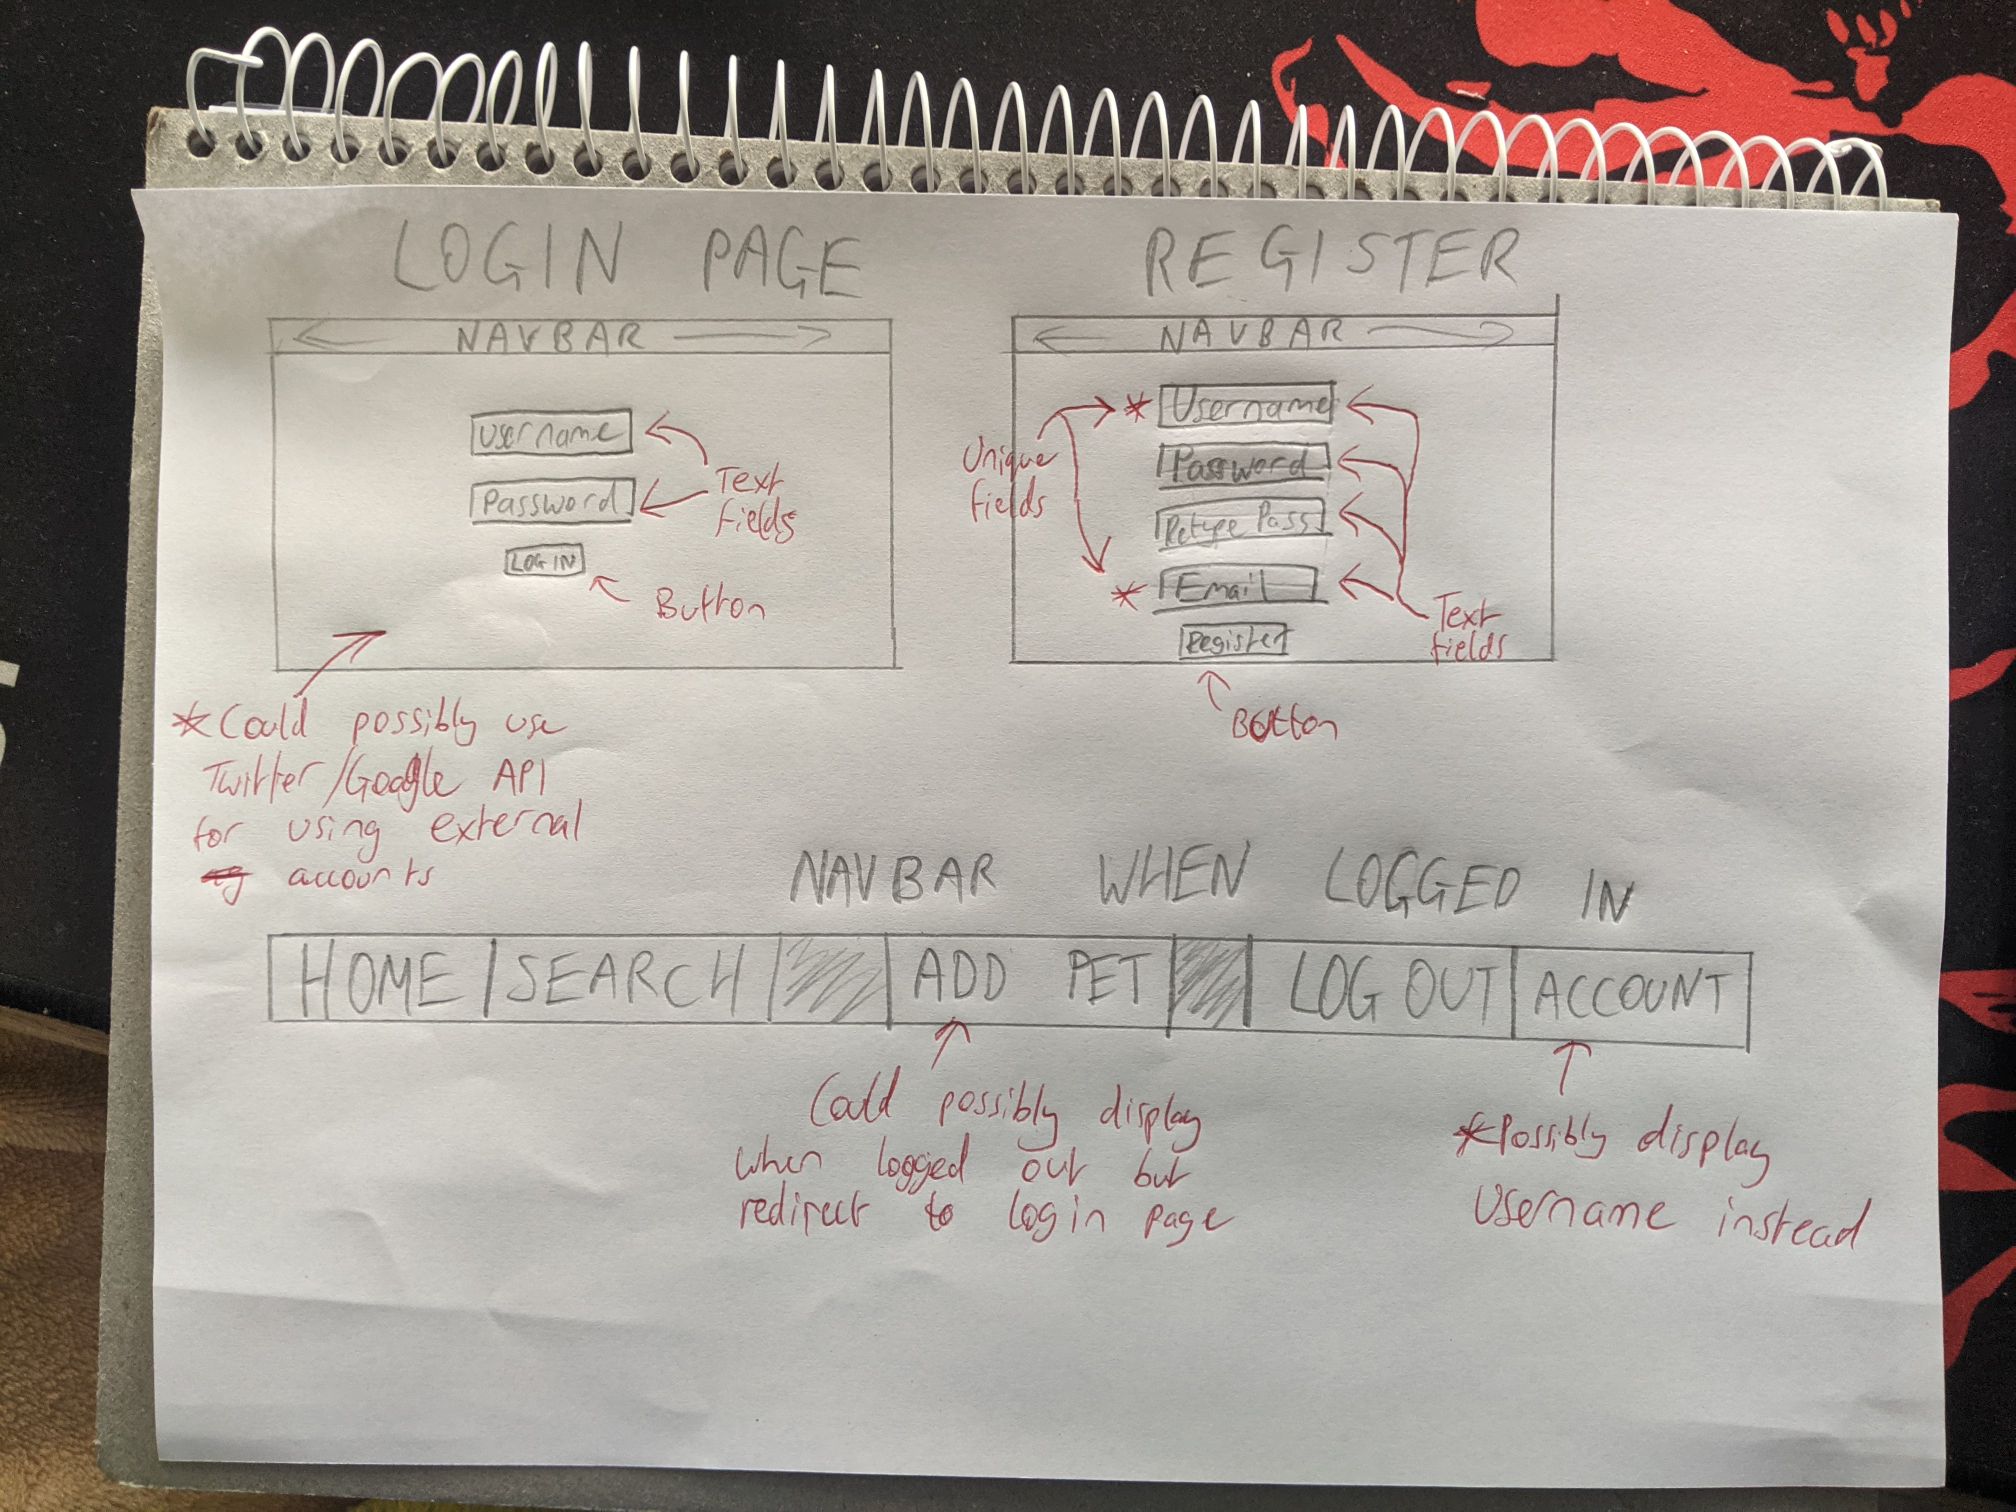 LOGIN PAGE
NAVBAR
Username
Password
LOG IN
Text
fields
Button
*Could possibly use
Twitter/Google API
for using external
accounts
REGISTER
NAVBAR
* Username
Password
Retype Pass
* Email
Register
Unique
fields
Text
fields
Button
NAVBAR WHEN LOGGED IN
HOME SEARCH ADD PET LOG OUT ACCOUNT
Could possibly display
when logged out but
redirect to login page
*Possibly display
Username instead